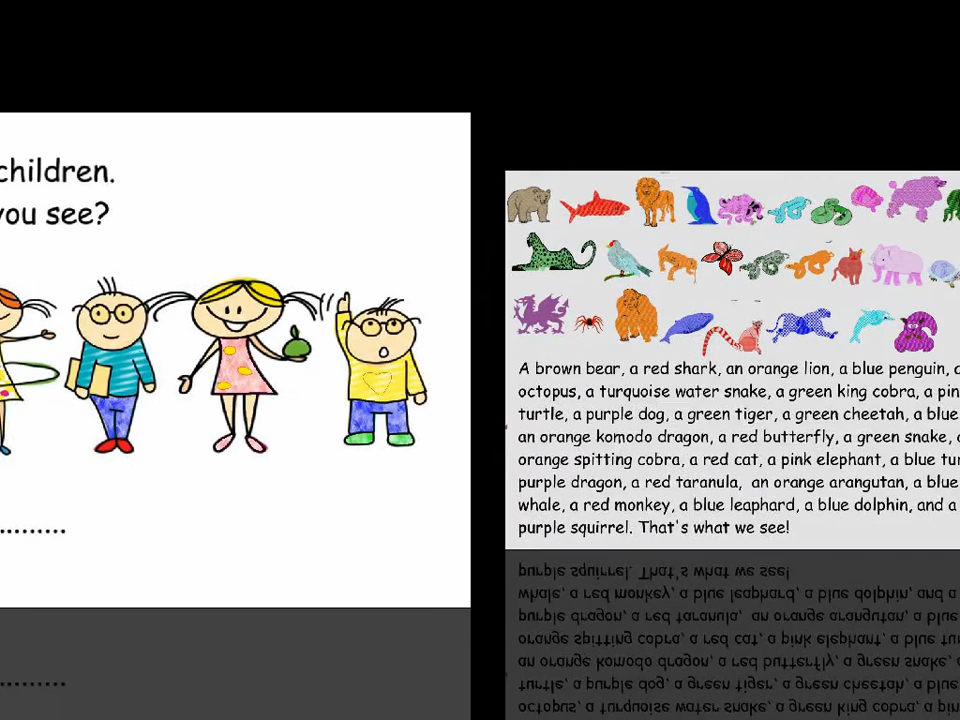 children.
you see?
..........
A brown bear, a red shark, an orange lion, a blue penguin, a
octopus, a turquoise water snake, a green king cobra, a pin
turtle, a purple dog, a green tiger, a green cheetah, a blue
an orange komodo dragon, a red butterfly, a green snake,
orange spitting cobra, a red cat, a pink elephant, a blue tur
purple dragon, a red taranula, an orange arangutan, a blue
whale, a red monkey, a blue leaphard, a blue dolphin, and a
purple squirrel. That's what we see!